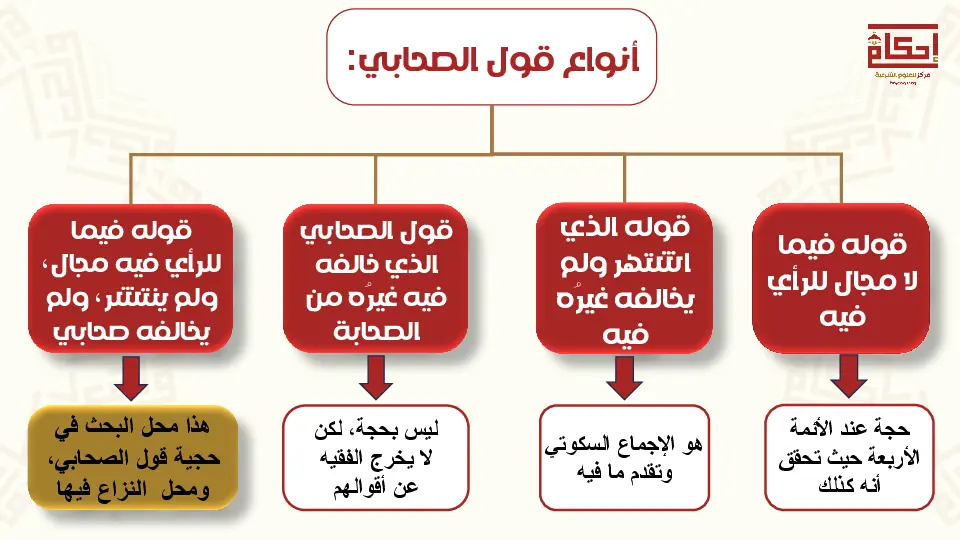 أنواع قول الصحابي:
إحكام
مركز للعلوم الشرعية
قوله فيما
لا مجال للرأي
فيه
قوله الذي
اشتهر ولم
يخالفه غيرُه
فيه
قول الصحابي
الذي خالفه
فيه غيرُه من
الصحابة
قوله فيما
للرأي فيه مجال،
ولم ينتشر، ولم
يخالفه صحابي
حجة عند الأئمة
الأربعة حيث تحقق
أنه كذلك
هو الإجماع السكوتي
وتقدم ما فيه
ليس بحجة، لكن
لا يخرج الفقيه
عن أقوالهم
هذا محل البحث في
حجية قول الصحابي،
ومحل النزاع فيها